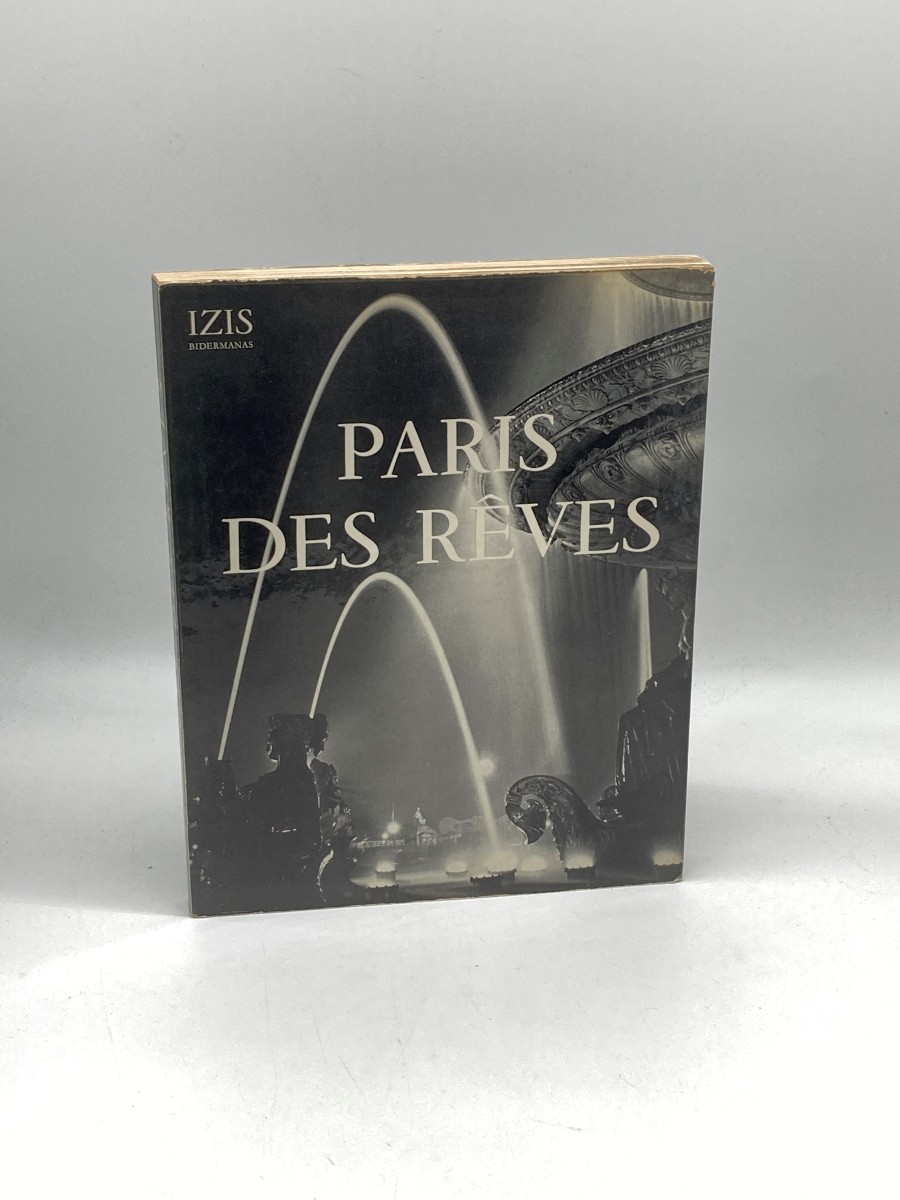 IZIS
BIDERMANAS
PARIS
DES RÊVES